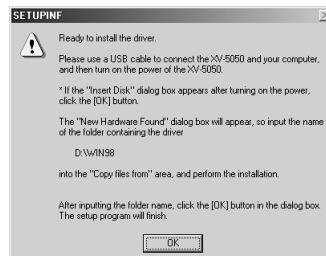 SETUPINF
Ready to install the driver.
Please use a USB cable to connect the XV-5050 and your computer,
and then turn on the power of the XV-5050.
* If the "Insert Disk" dialog box appears after turning on the power,
click the [OK] button.
The "New Hardware Found" dialog box will appear, so input the name
of the folder containing the driver
D:\WIN98
into the "Copy files from" area, and perform the installation.
After inputting the folder name, click the [OK] button in the dialog box.
The setup program will finish.
OK